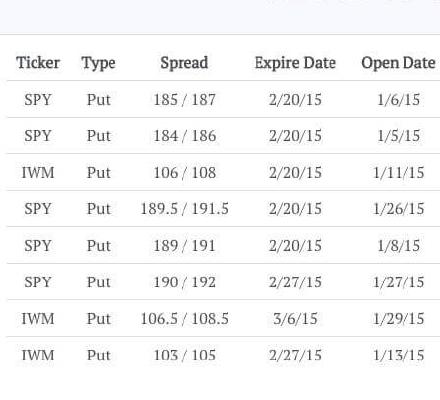 Ticker Type Spread Expire Date Open Date
SPY Put 185 / 187 2/20/15 1/6/15
SPY Put 184 / 186 2/20/15 1/5/15
IWM Put 106 / 108 2/20/15 1/11/15
SPY Put 189.5 / 191.5 2/20/15 1/26/15
SPY Put 189 / 191 2/20/15 1/8/15
SPY Put 190 / 192 2/27/15 1/27/15
IWM Put 106.5 / 108.5 3/6/15 1/29/15
IWM Put 103 / 105 2/27/15 1/13/15